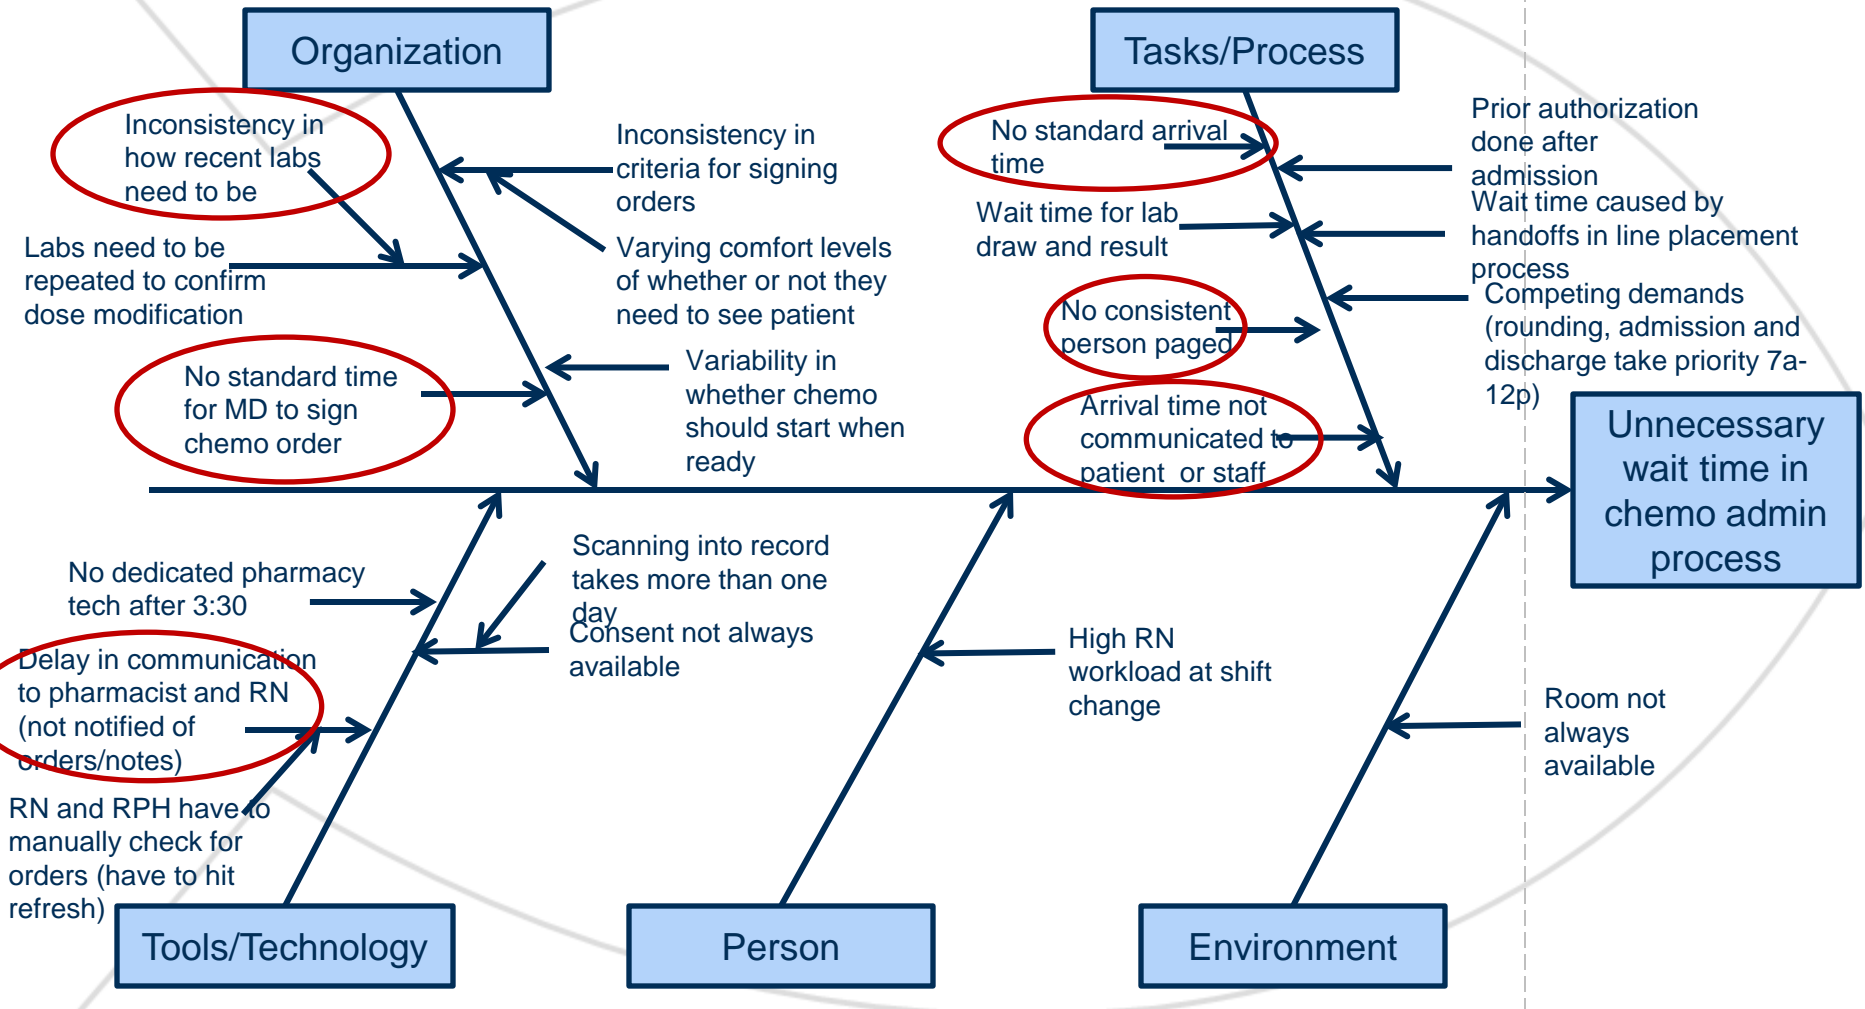 Organization
Tasks/Process
Inconsistency in
how recent labs
need to be
Inconsistency in
criteria for signing
orders
Labs need to be
repeated to confirm
dose modification
Varying comfort levels
of whether or not they
need to see patient
No standard time
for MD to sign
chemo order
Variability in
whether chemo
should start when
ready
No standard arrival
time
Prior authorization
done after
admission
Wait time for lab
draw and result
Wait time caused by
handoffs in line placement
process
No consistent
person paged
Competing demands
(rounding, admission and
discharge take priority 7a-
12p)
Arrival time not
communicated to
patient or staff
Unnecessary
wait time in
chemo admin
process
No dedicated pharmacy
tech after 3:30
Scanning into record
takes more than one
day
Consent not always
available
Delay in communication
to pharmacist and RN
(not notified of
orders/notes)
RN and RPH have to
manually check for
orders (have to hit
refresh)
High RN
workload at shift
change
Room not
always
available
Tools/Technology
Person
Environment